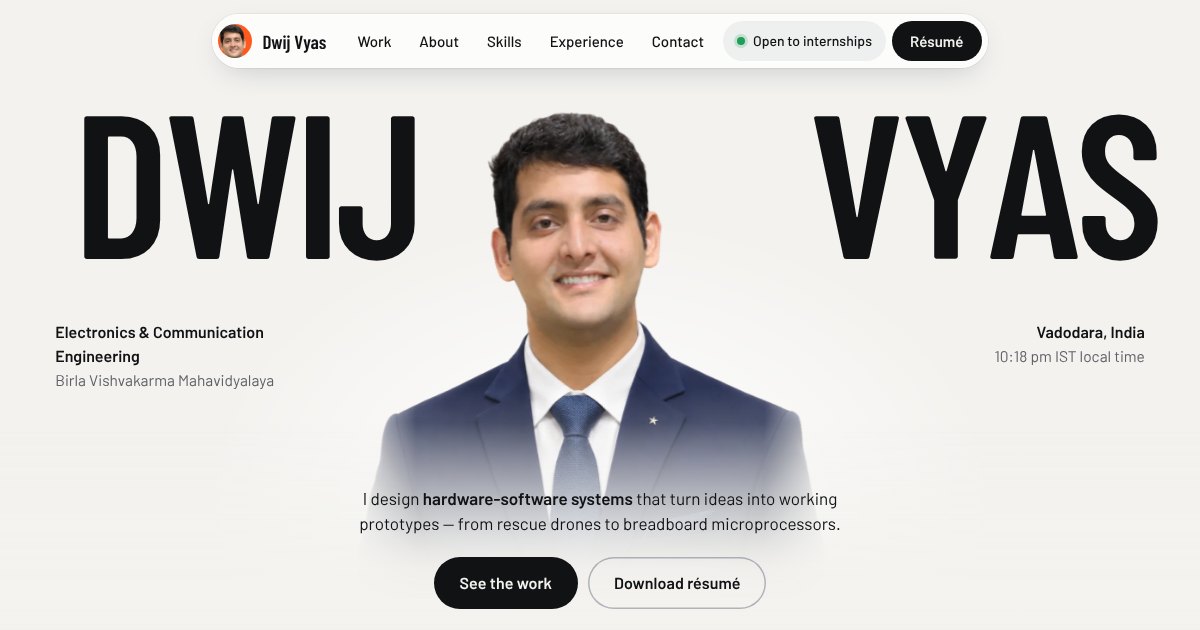 Dwij Vyas
Work
About
Skills
Experience
Contact
Open to internships
Résumé
DWIJ
VYAS
Electronics & Communication
Engineering
Birla Vishvakarma Mahavidyalaya
Vadodara, India
10:18 pm IST local time
I design hardware-software systems that turn ideas into working
prototypes — from rescue drones to breadboard microprocessors.
See the work
Download résumé